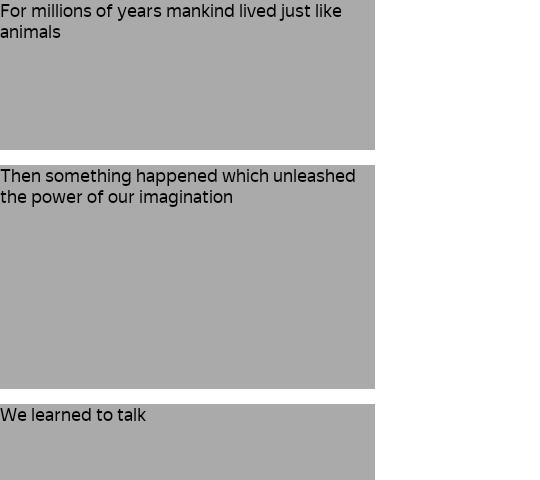 For millions of years mankind lived just like
animals
Then something happened which unleashed
the power of our imagination
We learned to talk